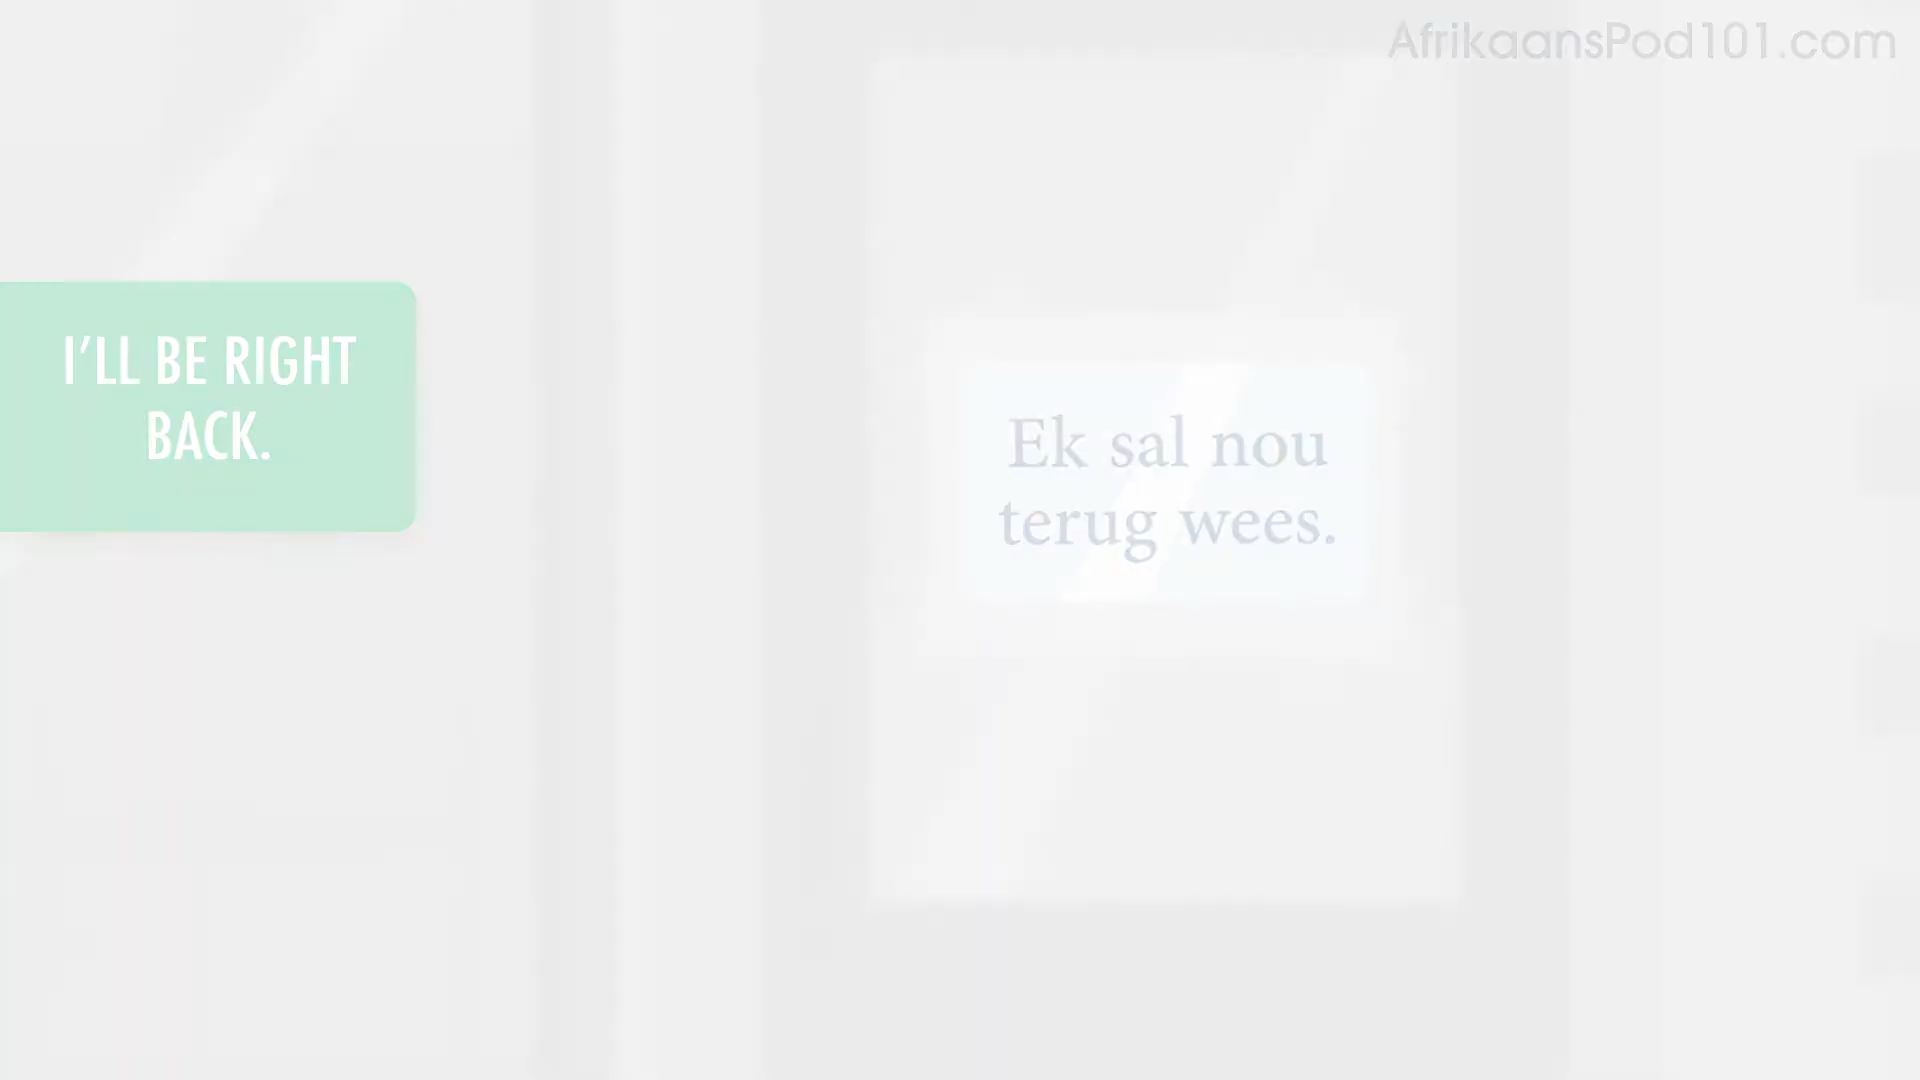 AfrikaansPod101.com
I'LL BE RIGHT
BACK.
Ek sal nou
terug wees.